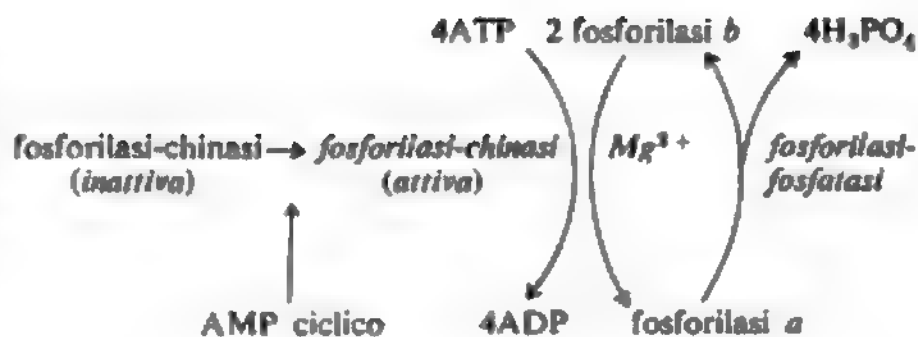 4ATP 2 fosforilasi b 4H₃PO₄
fosforilasi-chinasi → fosforilasi-chinasi Mg²⁺ fosforilasi-
(inattiva) (attiva) fosfatasi
AMP ciclico 4ADP fosforilasi a